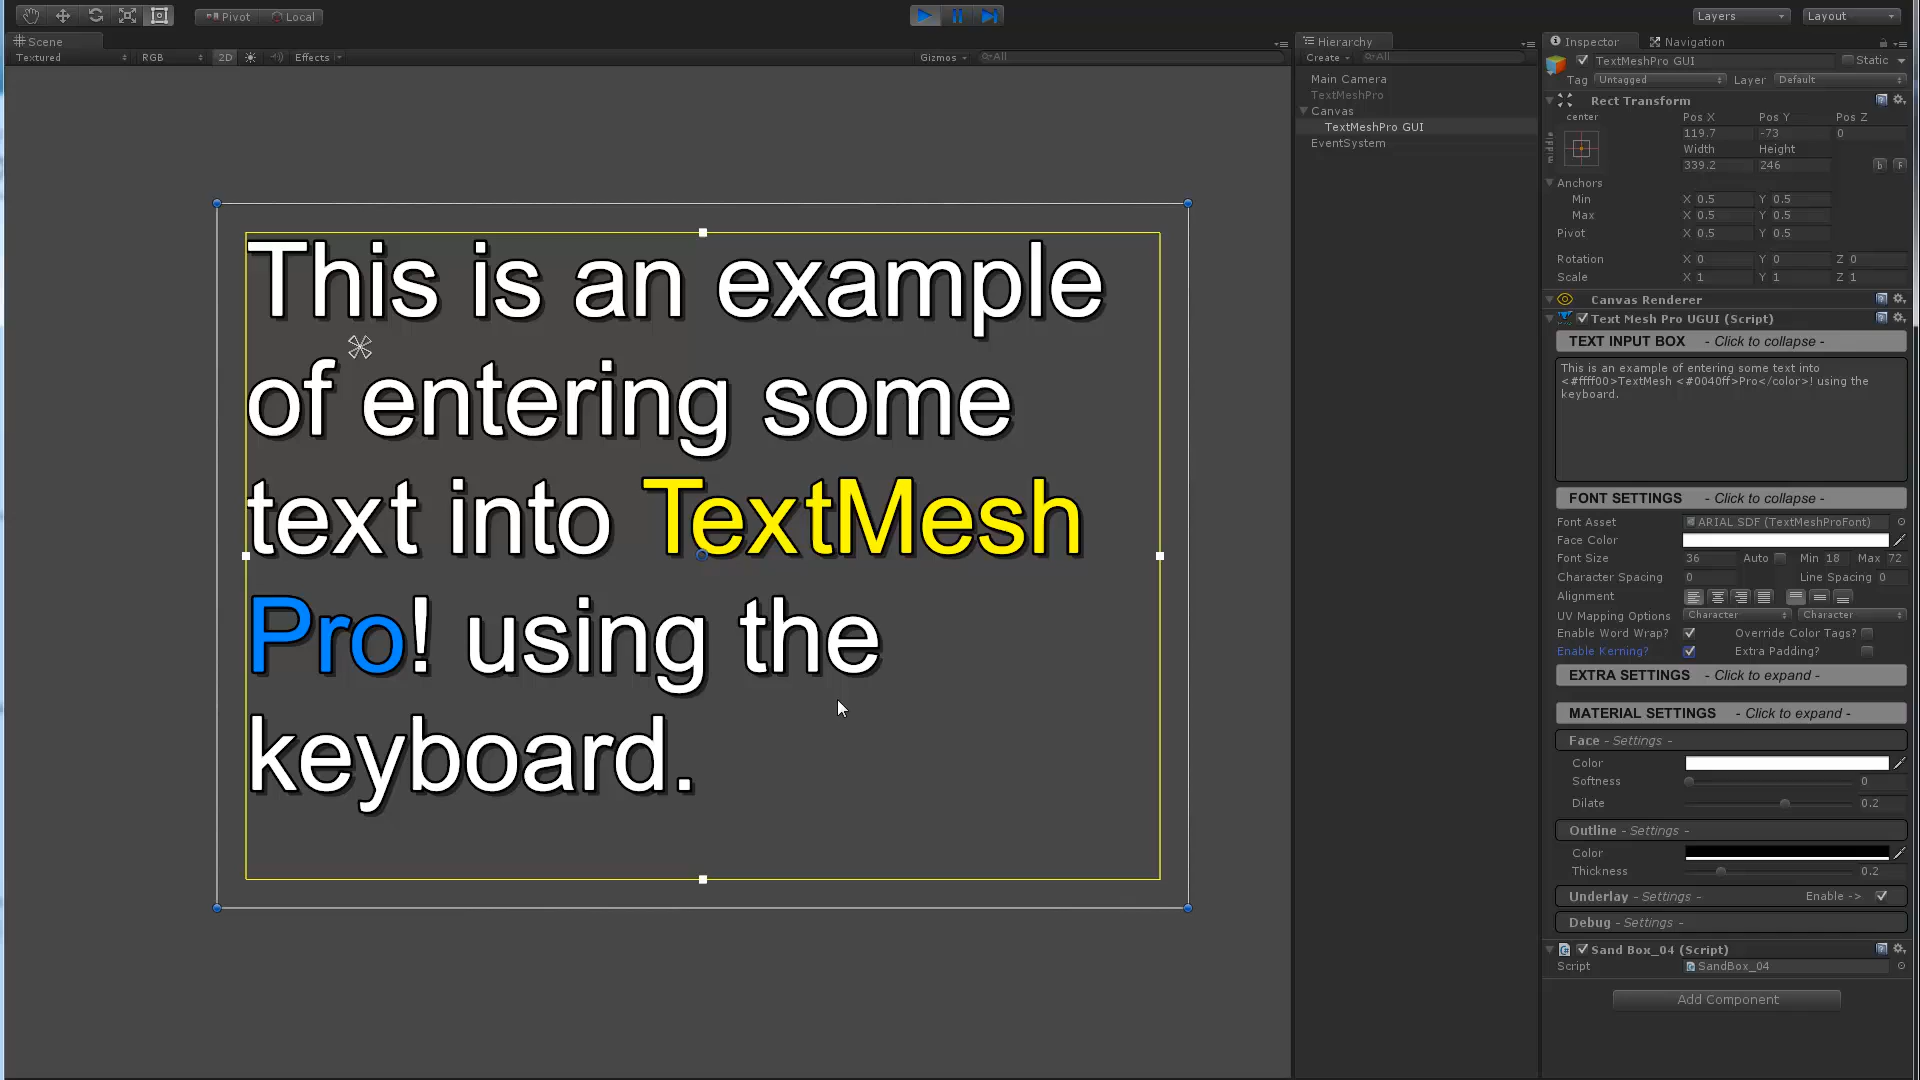 Pivot Local
Layers Layout
Scene
Textured RGB 2D Effects Gizmos All
This is an example
of entering some
text into TextMesh
Pro! using the
keyboard.
Hierarchy
Create All
Main Camera
TextMeshPro
Canvas
TextMeshPro GUI
EventSystem
Inspector Navigation
TextMeshPro GUI Static
Tag Untagged Layer Default
Rect Transform
center Pos X Pos Y Pos Z
middle 119.7 -73 0
Width Height
339.2 246
Anchors
Min X 0.5 Y 0.5
Max X 0.5 Y 0.5
Pivot X 0.5 Y 0.5
Rotation X 0 Y 0 Z 0
Scale X 1 Y 1 Z 1
Canvas Renderer
Text Mesh Pro UGUI (Script)
TEXT INPUT BOX - Click to collapse -
This is an example of entering some text into
<#ffff00>TextMesh <#0040ff>Pro</color>! using the
keyboard.
FONT SETTINGS - Click to collapse -
Font Asset ARIAL SDF (TextMeshProFont)
Face Color
Font Size 36 Auto Min 18 Max 72
Character Spacing 0 Line Spacing 0
Alignment
UV Mapping Options Character Character
Enable Word Wrap? Override Color Tags?
Enable Kerning? Extra Padding?
EXTRA SETTINGS - Click to expand -
MATERIAL SETTINGS - Click to expand -
Face - Settings -
Color
Softness 0
Dilate 0.2
Outline - Settings -
Color
Thickness 0.2
Underlay - Settings - Enable ->
Debug - Settings -
Sand Box_04 (Script)
Script SandBox_04
Add Component